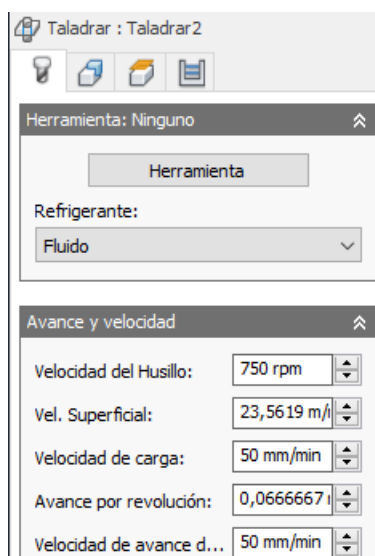 Taladrar : Taladrar2
Herramienta: Ninguno
Herramienta
Refrigerante:
Fluido
Avance y velocidad
Velocidad del Husillo: 750 rpm
Vel. Superficial: 23,5619 m/
Velocidad de carga: 50 mm/min
Avance por revolución: 0,0666667
Velocidad de avance d... 50 mm/min